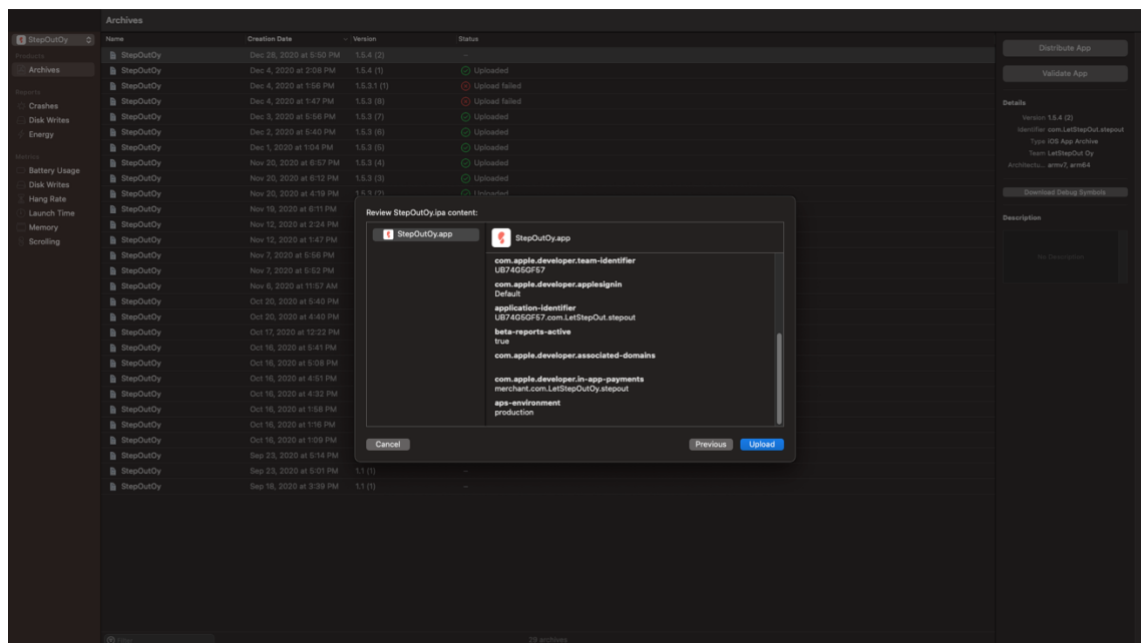 Archives
StepOutOy
Name Creation Date Version Status
Products
Archives
Reports
Crashes
Disk Writes
Energy
Metrics
Battery Usage
Disk Writes
Hang Rate
Launch Time
Memory
Scrolling
StepOutOy Dec 28, 2020 at 5:50 PM 1.5.4 (2) –
StepOutOy Dec 4, 2020 at 2:08 PM 1.5.4 (1) Uploaded
StepOutOy Dec 4, 2020 at 1:56 PM 1.5.3.1 (1) Upload failed
StepOutOy Dec 4, 2020 at 1:47 PM 1.5.3 (8) Upload failed
StepOutOy Dec 3, 2020 at 5:56 PM 1.5.3 (7) Uploaded
StepOutOy Dec 2, 2020 at 5:40 PM 1.5.3 (6) Uploaded
StepOutOy Dec 1, 2020 at 1:04 PM 1.5.3 (5) Uploaded
StepOutOy Nov 20, 2020 at 6:57 PM 1.5.3 (4) Uploaded
StepOutOy Nov 20, 2020 at 6:12 PM 1.5.3 (3) Uploaded
StepOutOy Nov 20, 2020 at 4:19 PM 1.5.3 (2) Uploaded
StepOutOy Nov 19, 2020 at 6:11 PM
StepOutOy Nov 12, 2020 at 2:24 PM
StepOutOy Nov 12, 2020 at 1:47 PM
StepOutOy Nov 7, 2020 at 5:56 PM
StepOutOy Nov 7, 2020 at 5:52 PM
StepOutOy Nov 6, 2020 at 11:57 AM
StepOutOy Oct 20, 2020 at 5:40 PM
StepOutOy Oct 20, 2020 at 4:40 PM
StepOutOy Oct 17, 2020 at 12:22 PM
StepOutOy Oct 16, 2020 at 5:41 PM
StepOutOy Oct 16, 2020 at 5:08 PM
StepOutOy Oct 16, 2020 at 4:51 PM
StepOutOy Oct 16, 2020 at 4:32 PM
StepOutOy Oct 16, 2020 at 1:58 PM
StepOutOy Oct 16, 2020 at 1:16 PM
StepOutOy Oct 16, 2020 at 1:09 PM
StepOutOy Sep 23, 2020 at 5:14 PM
StepOutOy Sep 23, 2020 at 5:01 PM 1.1 (1) –
StepOutOy Sep 18, 2020 at 3:39 PM 1.1 (1) –
Filter
29 archives
Review StepOutOy.ipa content:
StepOutOy.app
StepOutOy.app
com.apple.developer.team-identifier
UB74G5GF57
com.apple.developer.applesignin
Default
application-identifier
UB74G5GF57.com.LetStepOut.stepout
beta-reports-active
true
com.apple.developer.associated-domains
com.apple.developer.in-app-payments
merchant.com.LetStepOutOy.stepout
aps-environment
production
Cancel
Previous
Upload
Distribute App
Validate App
Details
Version 1.5.4 (2)
Identifier com.LetStepOut.stepout
Type iOS App Archive
Team LetStepOut Oy
Architectu... armv7, arm64
Download Debug Symbols
Description
No Description